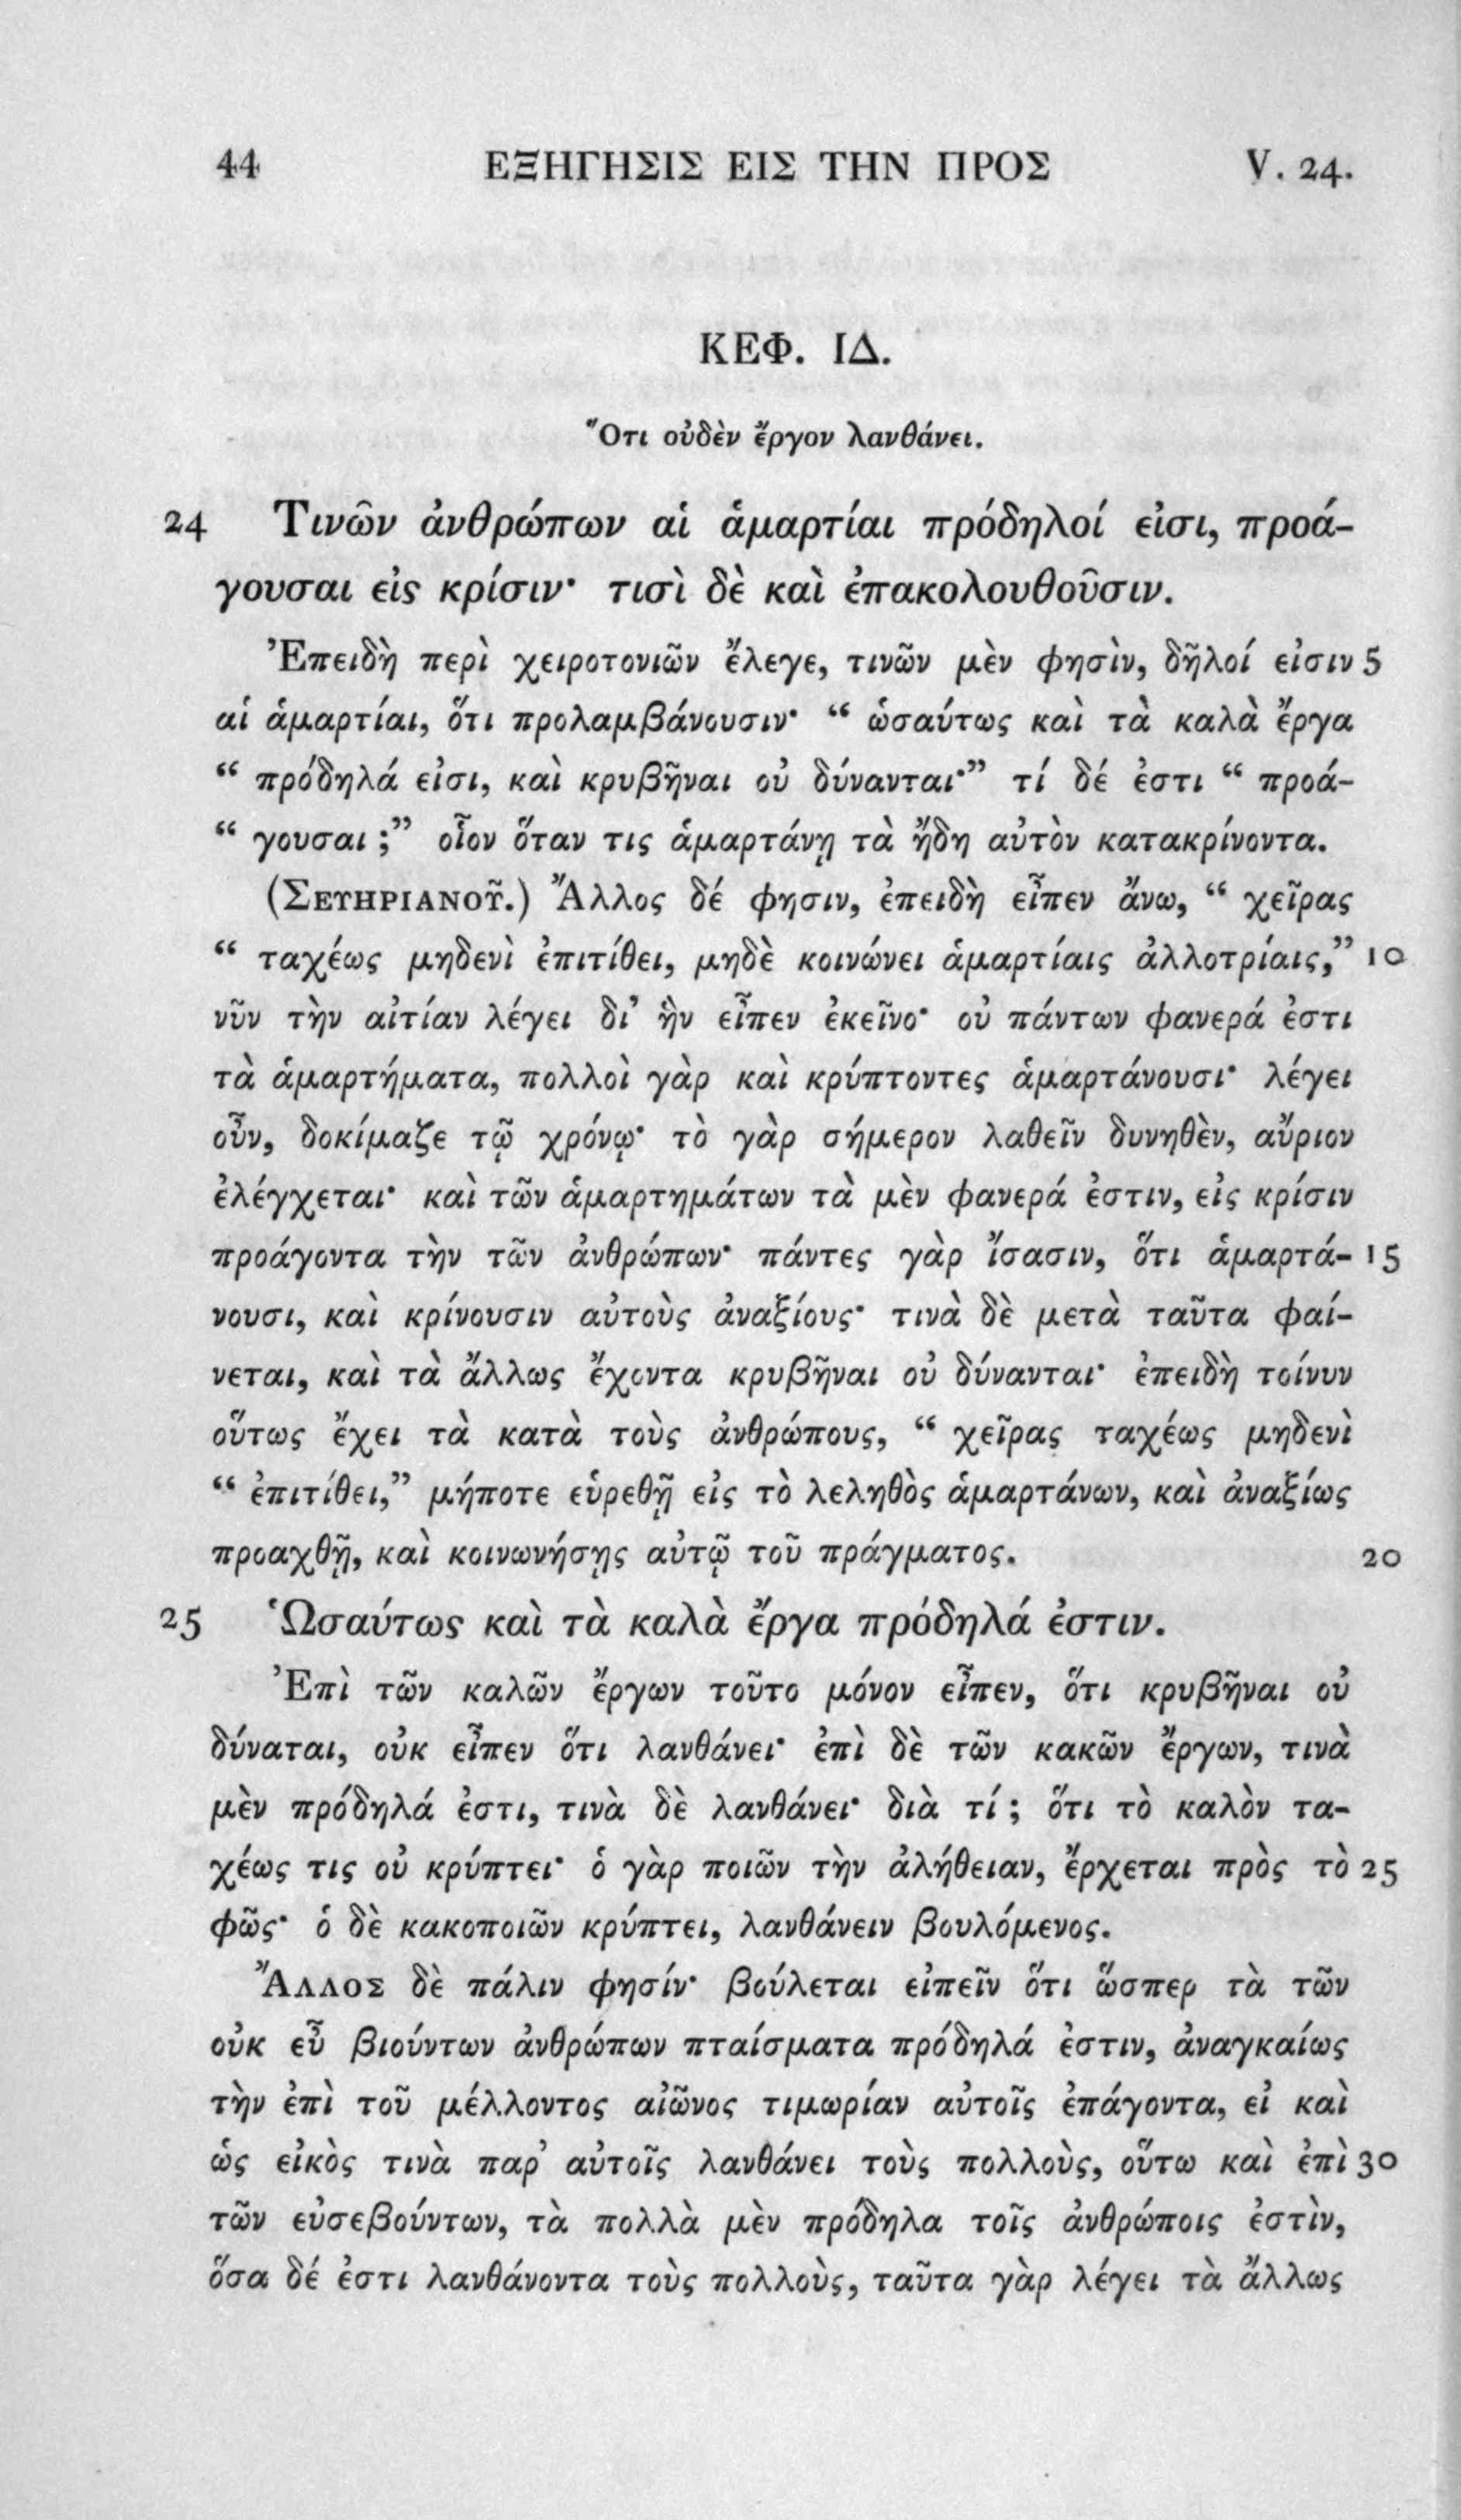 44 ΕΞΗΓΗΣΙΣ ΕΙΣ ΤΗΝ ΠΡΟΣ V. 24.
ΚΕΦ. ΙΔ.
Ὅτι οὐδὲν ἔργον λανθάνει.
24 Τινῶν ἀνθρώπων αἱ ἁμαρτίαι πρόδηλοί εἰσι, προά-
γουσαι εἰς κρίσιν· τισὶ δὲ καὶ ἐπακολουθοῦσιν.
Ἐπειδὴ περὶ χειροτονιῶν ἔλεγε, τινῶν μὲν φησὶν, δῆλοί εἰσιν 5
αἱ ἁμαρτίαι, ὅτι προλαμβάνουσιν· “ ὡσαύτως καὶ τὰ καλὰ ἔργα
“ πρόδηλά εἰσι, καὶ κρυβῆναι οὐ δύνανται·” τί δέ ἐστι “ προά-
“ γουσαι ;” οἷον ὅταν τις ἁμαρτάνῃ τὰ ἤδη αὐτὸν κατακρίνοντα.
(ΣΕΥΗΡΙΑΝΟῦ.) Ἄλλος δέ φησιν, ἐπειδὴ εἶπεν ἄνω, “ χεῖρας
“ ταχέως μηδενὶ ἐπιτίθει, μηδὲ κοινώνει ἁμαρτίαις ἀλλοτρίαις,” 10
νῦν τὴν αἰτίαν λέγει δι’ ἣν εἶπεν ἐκεῖνο· οὐ πάντων φανερά ἐστι
τὰ ἁμαρτήματα, πολλοὶ γὰρ καὶ κρύπτοντες ἁμαρτάνουσι· λέγει
οὖν, δοκίμαζε τῷ χρόνῳ· τὸ γὰρ σήμερον λαθεῖν δυνηθὲν, αὔριον
ἐλέγχεται· καὶ τῶν ἁμαρτημάτων τὰ μὲν φανερά ἐστιν, εἰς κρίσιν
προάγοντα τὴν τῶν ἀνθρώπων· πάντες γὰρ ἴσασιν, ὅτι ἁμαρτά- 15
νουσι, καὶ κρίνουσιν αὐτοὺς ἀναξίους· τινὰ δὲ μετὰ ταῦτα φαί-
νεται, καὶ τὰ ἄλλως ἔχοντα κρυβῆναι οὐ δύνανται· ἐπειδὴ τοίνυν
οὕτως ἔχει τὰ κατὰ τοὺς ἀνθρώπους, “ χεῖρας ταχέως μηδενὶ
“ ἐπιτίθει,” μήποτε εὑρεθῇ εἰς τὸ λεληθὸς ἁμαρτάνων, καὶ ἀναξίως
προαχθῇ, καὶ κοινωνήσῃς αὐτῷ τοῦ πράγματος. 20
25 Ὡσαύτως καὶ τὰ καλὰ ἔργα πρόδηλά ἐστιν.
Ἐπὶ τῶν καλῶν ἔργων τοῦτο μόνον εἶπεν, ὅτι κρυβῆναι οὐ
δύναται, οὐκ εἶπεν ὅτι λανθάνει· ἐπὶ δὲ τῶν κακῶν ἔργων, τινὰ
μὲν πρόδηλά ἐστι, τινὰ δὲ λανθάνει· διὰ τί ; ὅτι τὸ καλὸν τα-
χέως τις οὐ κρύπτει· ὁ γὰρ ποιῶν τὴν ἀλήθειαν, ἔρχεται πρὸς τὸ 25
φῶς· ὁ δὲ κακοποιῶν κρύπτει, λανθάνειν βουλόμενος.
ἌΛΛΟΣ δὲ πάλιν φησίν· βούλεται εἰπεῖν ὅτι ὥσπερ τὰ τῶν
οὐκ εὖ βιούντων ἀνθρώπων πταίσματα πρόδηλά ἐστιν, ἀναγκαίως
τὴν ἐπὶ τοῦ μέλλοντος αἰῶνος τιμωρίαν αὐτοῖς ἐπάγοντα, εἰ καὶ
ὡς εἰκὸς τινὰ παρ’ αὐτοῖς λανθάνει τοὺς πολλοὺς, οὕτω καὶ ἐπὶ 30
τῶν εὐσεβούντων, τὰ πολλὰ μὲν πρόδηλα τοῖς ἀνθρώποις ἐστὶν,
ὅσα δέ ἐστι λανθάνοντα τοὺς πολλοὺς, ταῦτα γὰρ λέγει τὰ ἄλλως